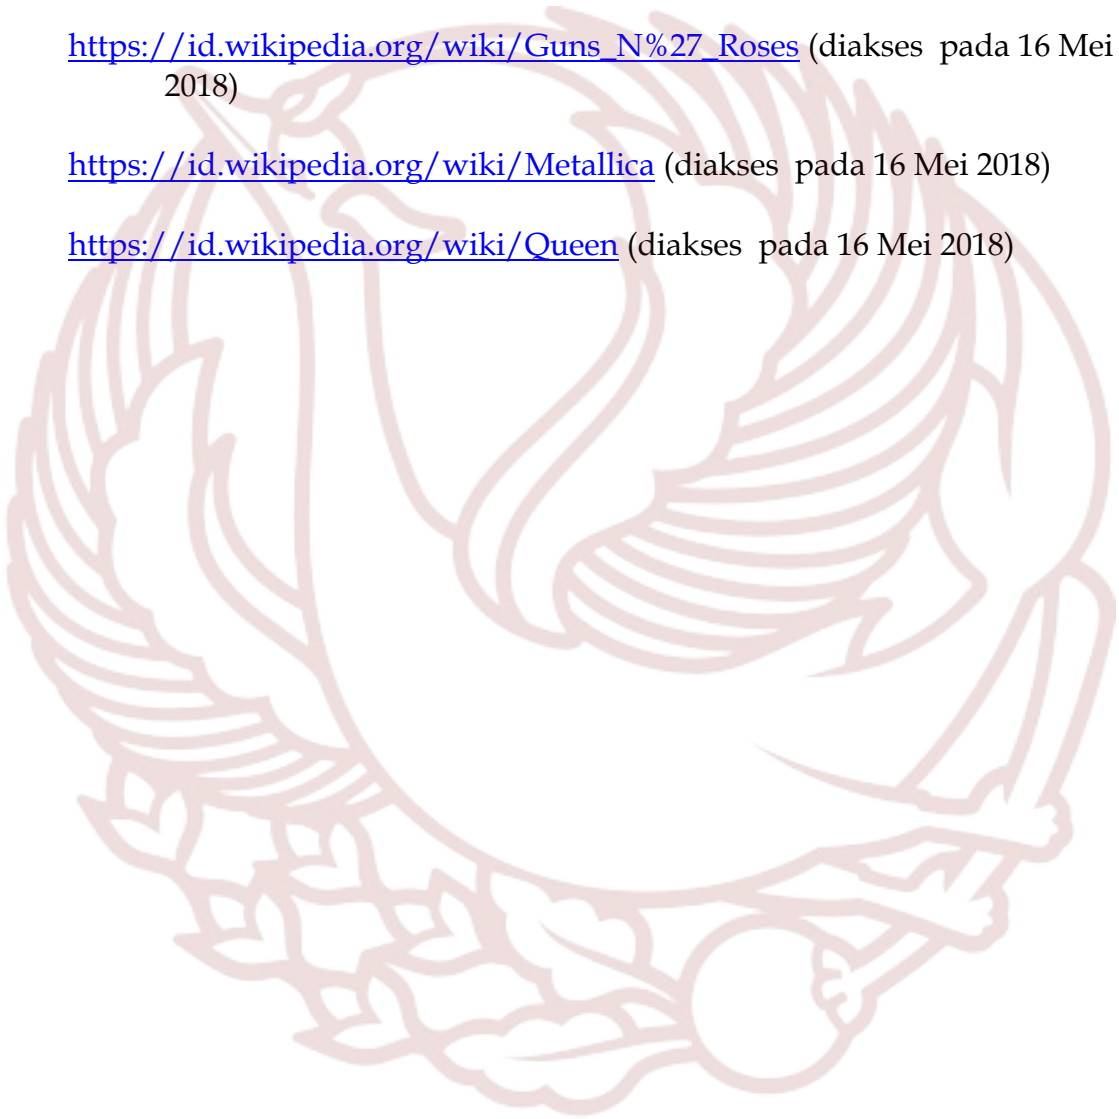 https://id.wikipedia.org/wiki/Guns_N%27_Roses (diakses  pada 16 Mei
2018)
https://id.wikipedia.org/wiki/Metallica (diakses  pada 16 Mei 2018)
https://id.wikipedia.org/wiki/Queen (diakses  pada 16 Mei 2018)